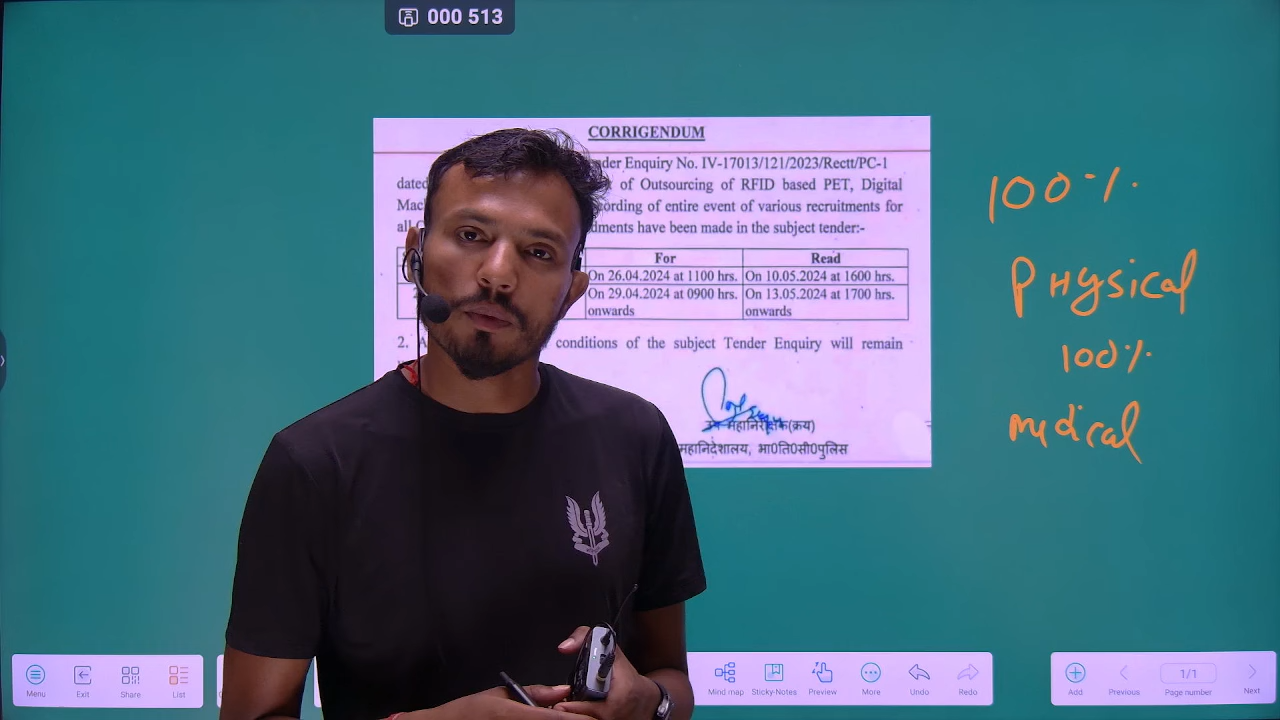 000 513
CORRIGENDUM
Tender Enquiry No. IV-17013/121/2023/Rectt/PC-1
dated of Outsourcing of RFID based PET, Digital
recording of entire event of various recruitments for
all have been made in the subject tender:-
For Read
On 26.04.2024 at 1100 hrs. On 10.05.2024 at 1600 hrs.
On 29.04.2024 at 0900 hrs. On 13.05.2024 at 1700 hrs.
onwards onwards
2. conditions of the subject Tender Enquiry will remain
महानिरीक्षक(क्रय)
महानिदेशालय, भा0ति0सी0पुलिस
100%
Physical
100%
Medical
Menu Exit Share List Mind map Sticky-Notes Preview More Undo Redo Add Previous 1/1 Page number Next